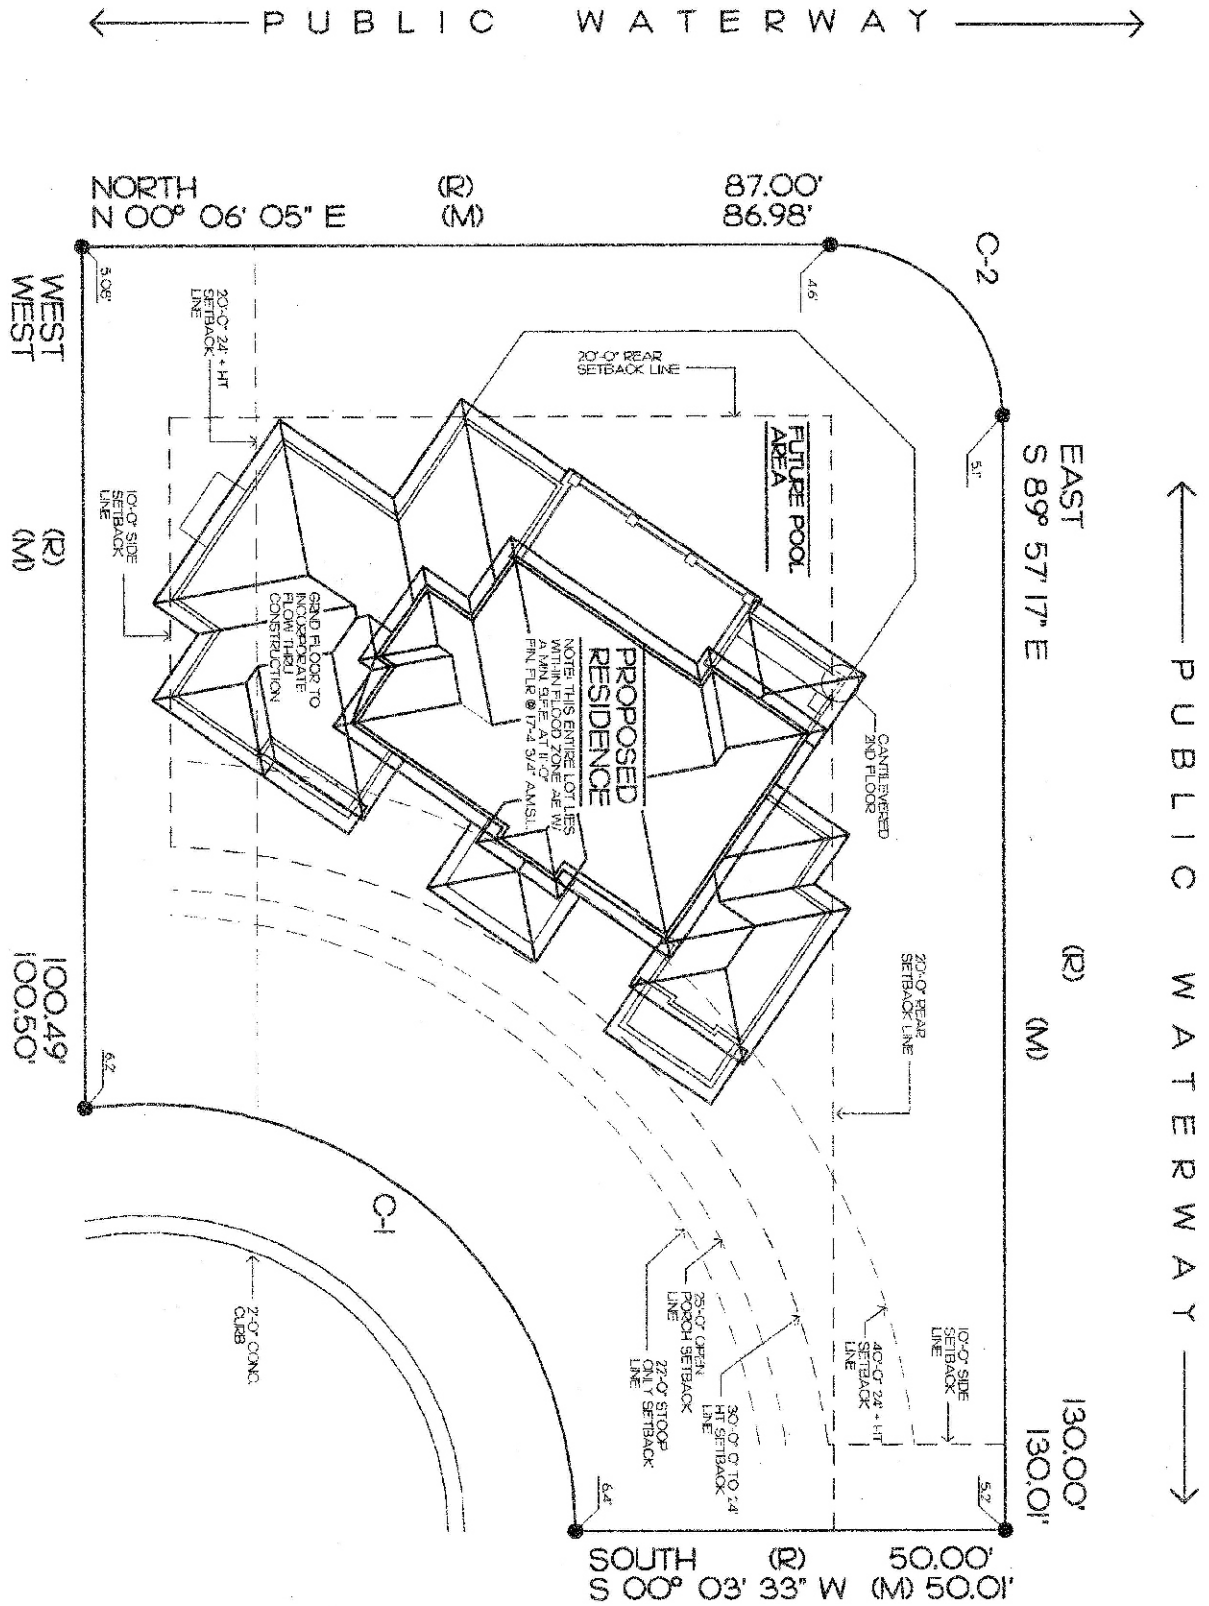 PUBLIC WATERWAY
NORTH (R) 87.00'
N 00° 06' 05" E (M) 86.98'
C-2
EAST (R) 130.00'
S 89° 57' 17" E (M) 130.01'
PUBLIC WATERWAY
5.08'
4.6'
5.1'
WEST (R) 100.49'
WEST (M) 100.50'
20'-0" 24' + HT
SETBACK
LINE
20'-0" REAR
SETBACK LINE
FUTURE POOL
AREA
10'-0" SIDE
SETBACK
LINE
GRND FLOOR TO
INCORPORATE
FLOW THRU
CONSTRUCTION
PROPOSED
RESIDENCE
NOTE: THIS ENTIRE LOT LIES
WITHIN FLOOD ZONE AE W/
A MIN. B.F.E. AT 11'-0"
FIN. FLR @ 17'-4 3/4" A.M.S.L.
CANTILEVERED
2ND FLOOR
20'-0" REAR
SETBACK LINE
6.2'
C-1
2'-0" CONC.
CURB
22'-0" STOOP
ONLY SETBACK
LINE
25'-0" OPEN
PORCH SETBACK
LINE
30'-0" 0' TO 24'
HT SETBACK
LINE
40'-0" 24' + HT
SETBACK
LINE
10'-0" SIDE
SETBACK
LINE
6.4'
5.2'
SOUTH (R) 50.00'
S 00° 03' 33" W (M) 50.01'